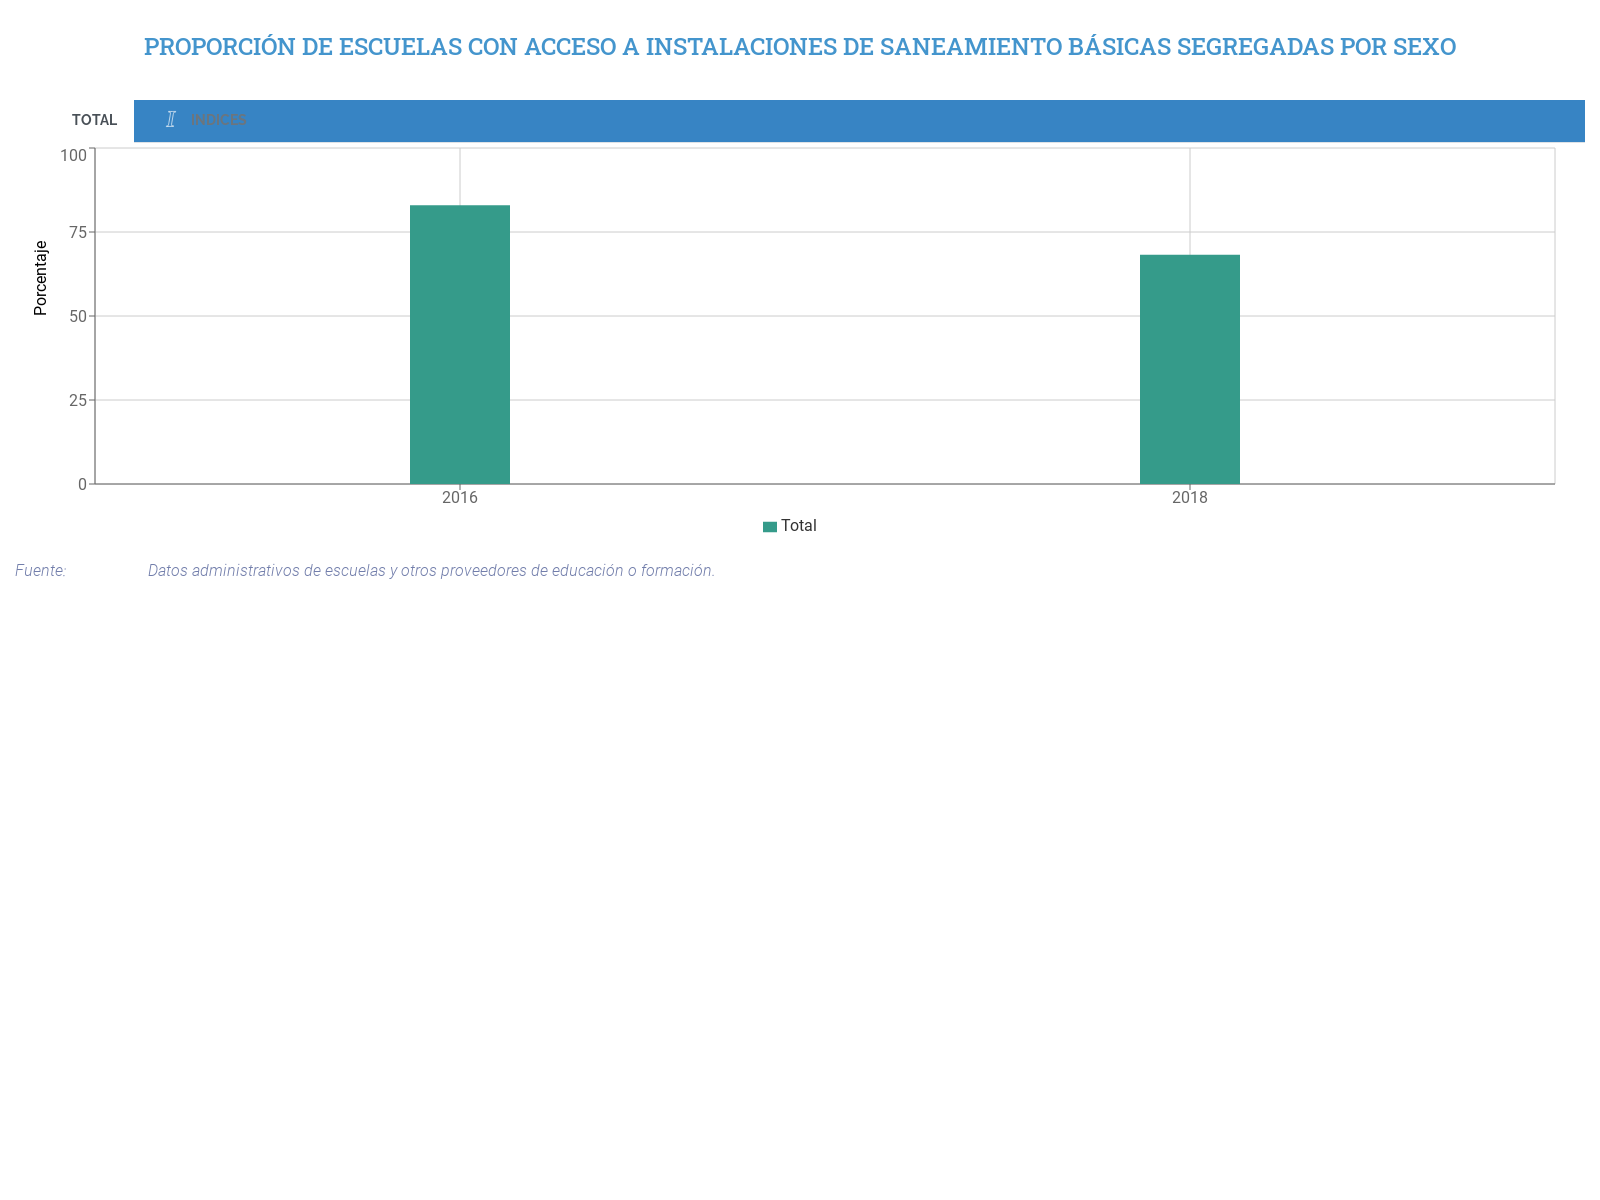 PROPORCIÓN DE ESCUELAS CON ACCESO A INSTALACIONES DE SANEAMIENTO BÁSICAS SEGREGADAS POR SEXO
TOTAL INDICES
100
75
50
25
0
Porcentaje
2016 2018
Total
Fuente: Datos administrativos de escuelas y otros proveedores de educación o formación.